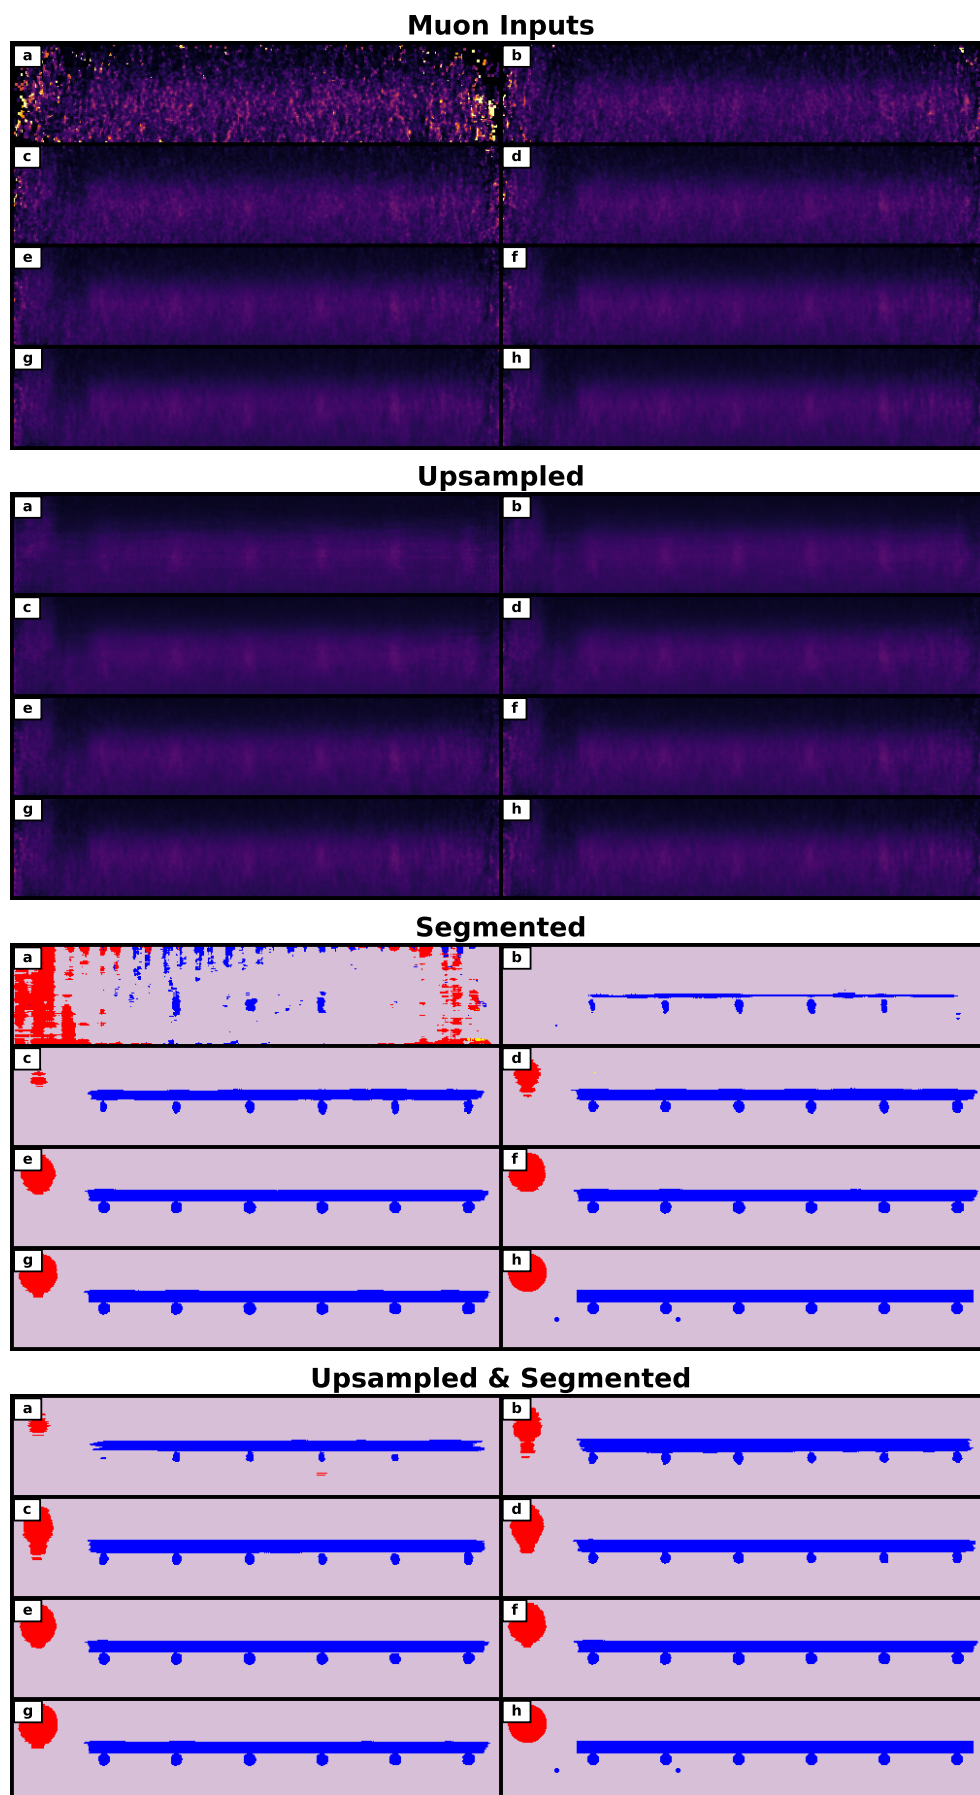 Muon Inputs
a b
c d
e f
g h
Upsampled
a b
c d
e f
g h
Segmented
a b
c d
e f
g h
Upsampled & Segmented
a b
c d
e f
g h